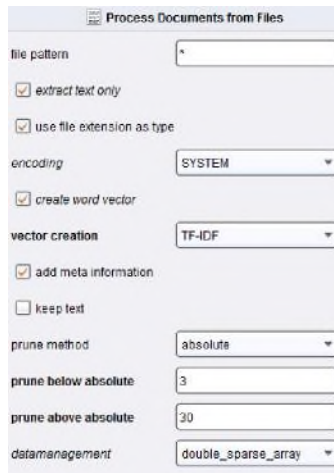 Process Documents from Files
file pattern *
extract text only
use file extension as type
encoding SYSTEM
create word vector
vector creation TF-IDF
add meta information
keep text
prune method absolute
prune below absolute 3
prune above absolute 30
datamanagement double_sparse_array